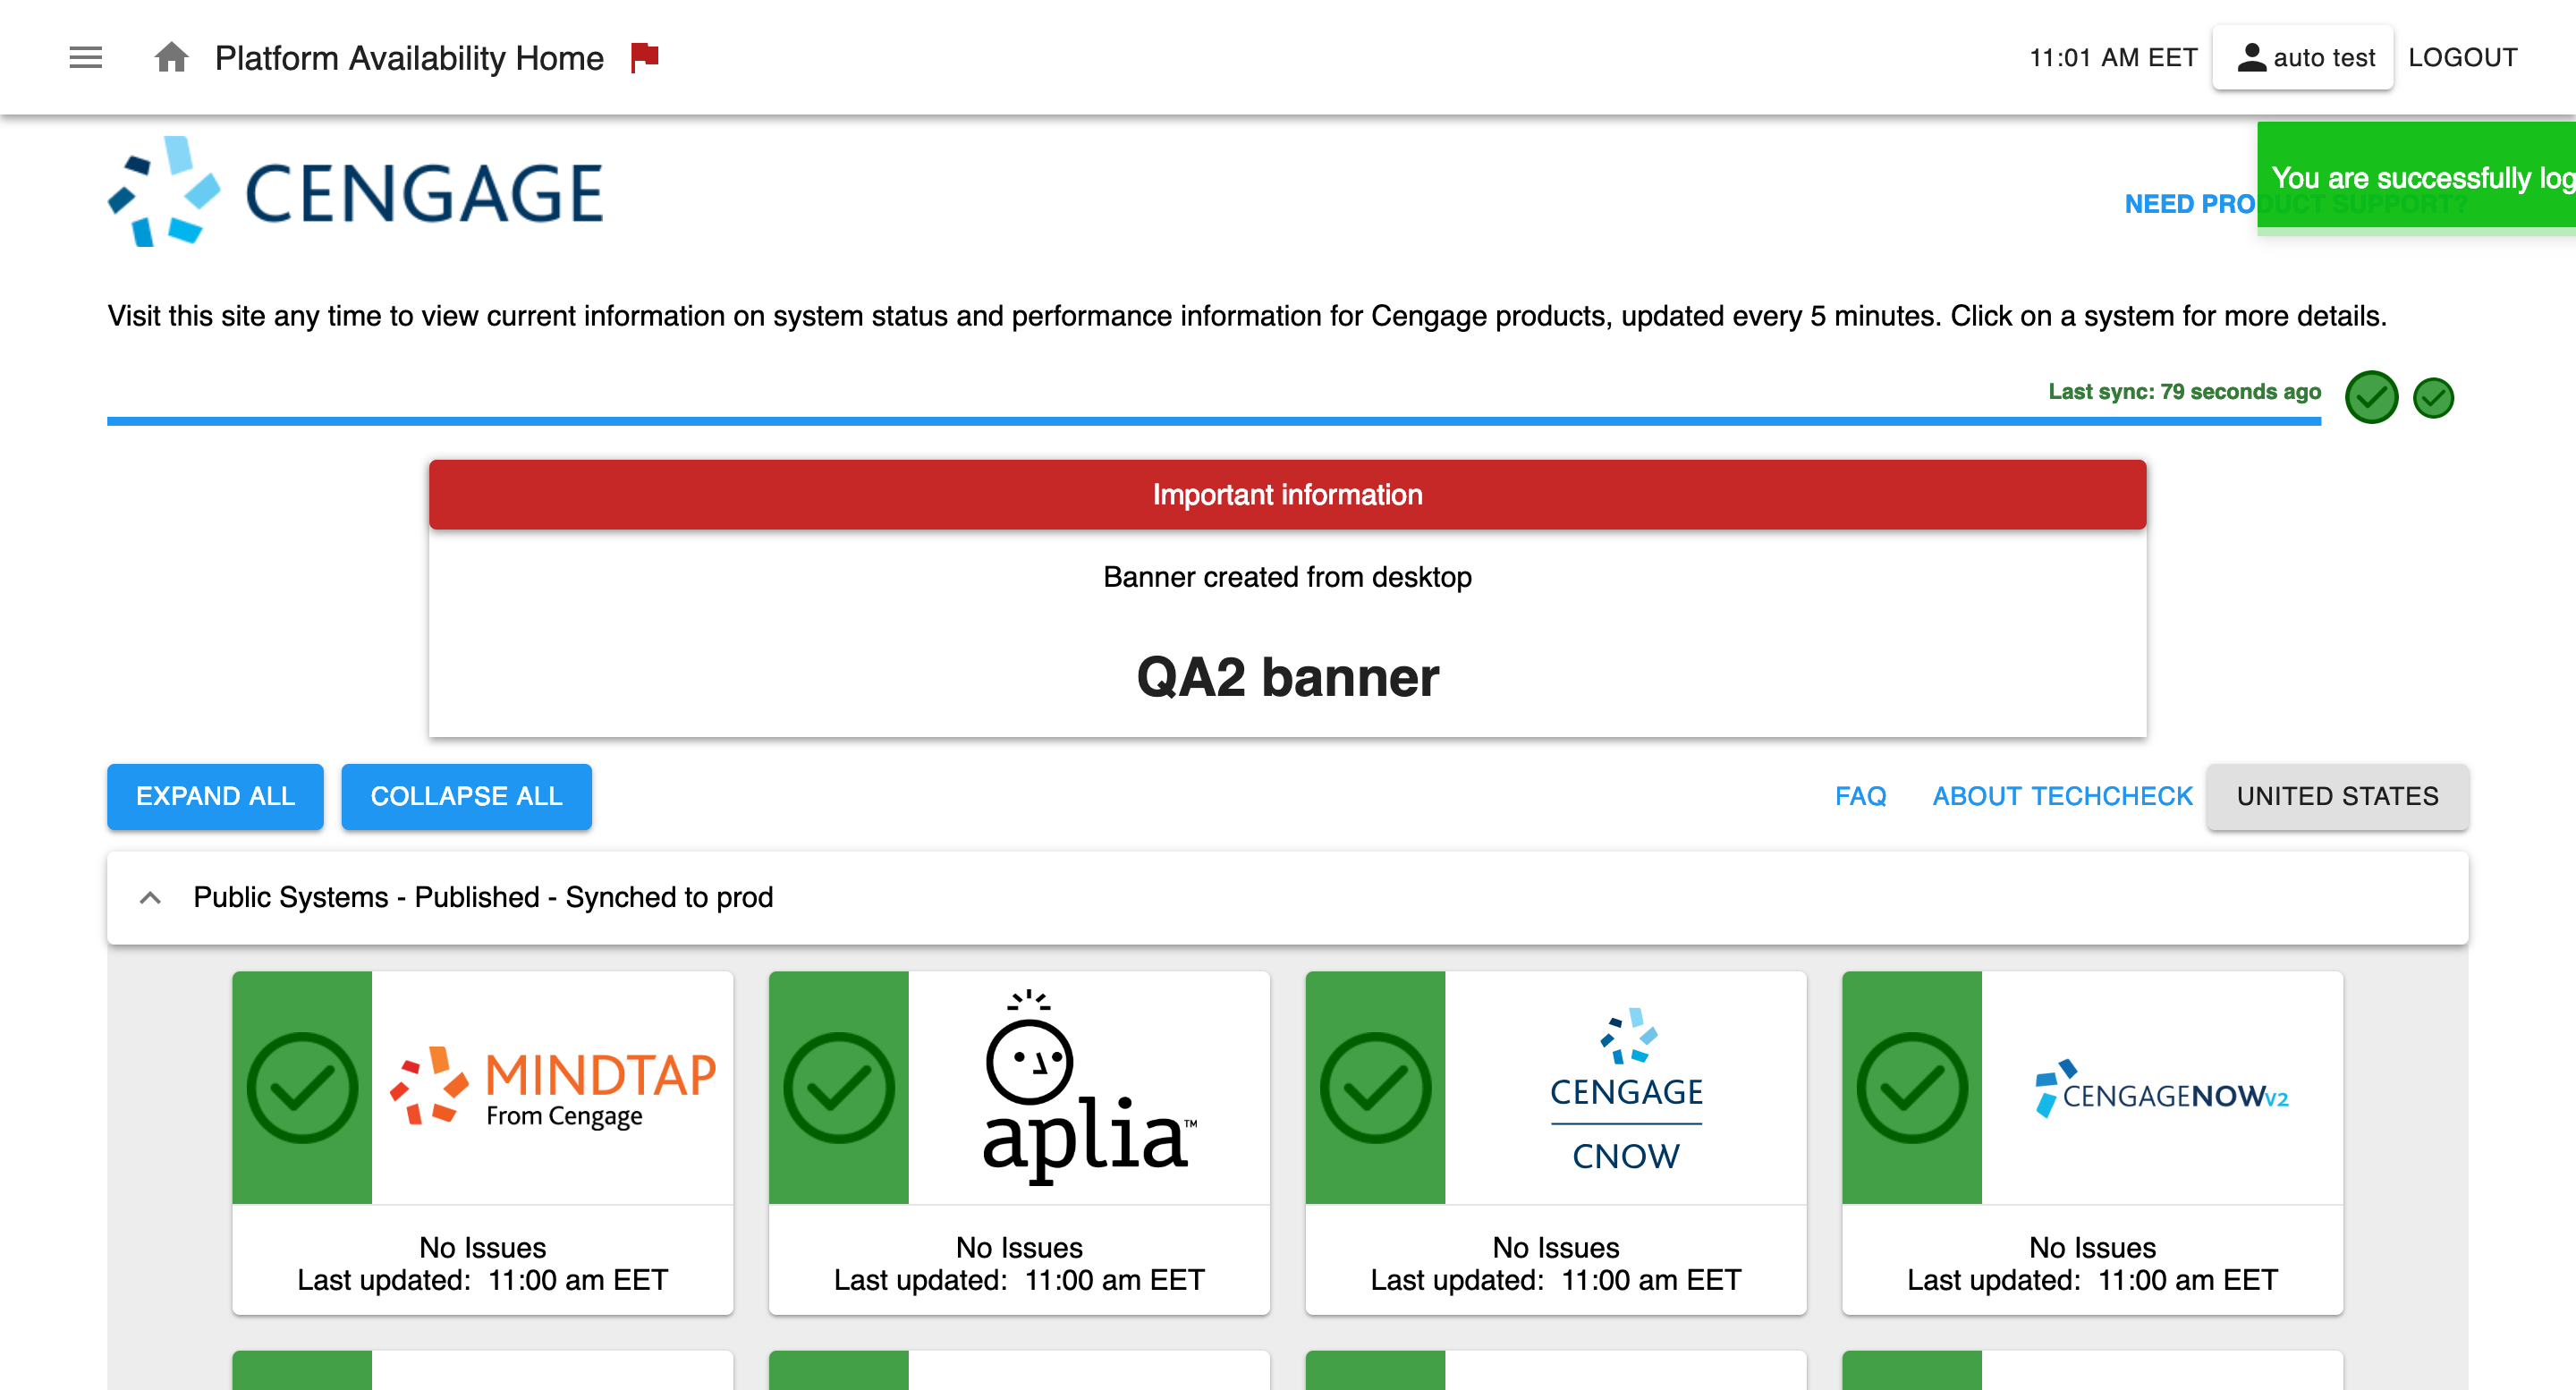 Platform Availability Home
11:01 AM EET
auto test
LOGOUT
CENGAGE
You are successfully log
NEED PRODUCT SUPPORT?
Visit this site any time to view current information on system status and performance information for Cengage products, updated every 5 minutes. Click on a system for more details.
Last sync: 79 seconds ago
Important information
Banner created from desktop
QA2 banner
EXPAND ALL
COLLAPSE ALL
FAQ
ABOUT TECHCHECK
UNITED STATES
Public Systems - Published - Synched to prod
MINDTAP
From Cengage
No Issues
Last updated: 11:00 am EET
aplia™
No Issues
Last updated: 11:00 am EET
CENGAGE
CNOW
No Issues
Last updated: 11:00 am EET
CENGAGENOWV2
No Issues
Last updated: 11:00 am EET